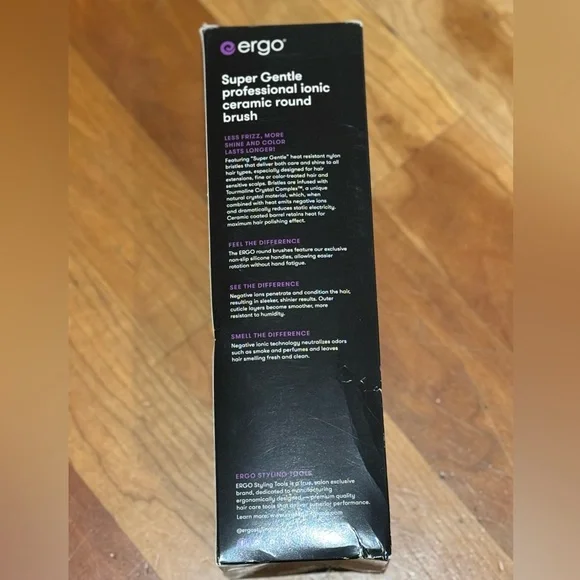 ergo
Super Gentle
professional ionic
ceramic round
brush
LESS FRIZZ, MORE
SHINE AND COLOR
LASTS LONGER!
Featuring "Super Gentle" heat resistant nylon
bristles that deliver both care and shine to all
hair types, especially designed for hair
extensions, fine or color-treated hair and
sensitive scalps. Bristles are infused with
Tourmaline Crystal Complex™, a unique
natural crystal material, which, when
combined with heat emits negative ions
and dramatically reduces static electricity.
Ceramic coated barrel retains heat for
maximum hair polishing effect.
FEEL THE DIFFERENCE
The ERGO round brushes feature our exclusive
non-slip silicone handles, allowing easier
rotation without hand fatigue.
SEE THE DIFFERENCE
Negative ions penetrate and condition the hair,
resulting in sleeker, shinier results. Outer
cuticle layers become smoother, more
resistant to humidity.
SMELL THE DIFFERENCE
Negative ionic technology neutralizes odors
such as smoke and perfumes and leaves
hair smelling fresh and clean.
ERGO STYLING TOOLS
ERGO Styling Tools is a true, salon exclusive
brand, dedicated to manufacturing
ergonomically designed, premium quality
hair care tools that deliver superior performance.
Learn more: